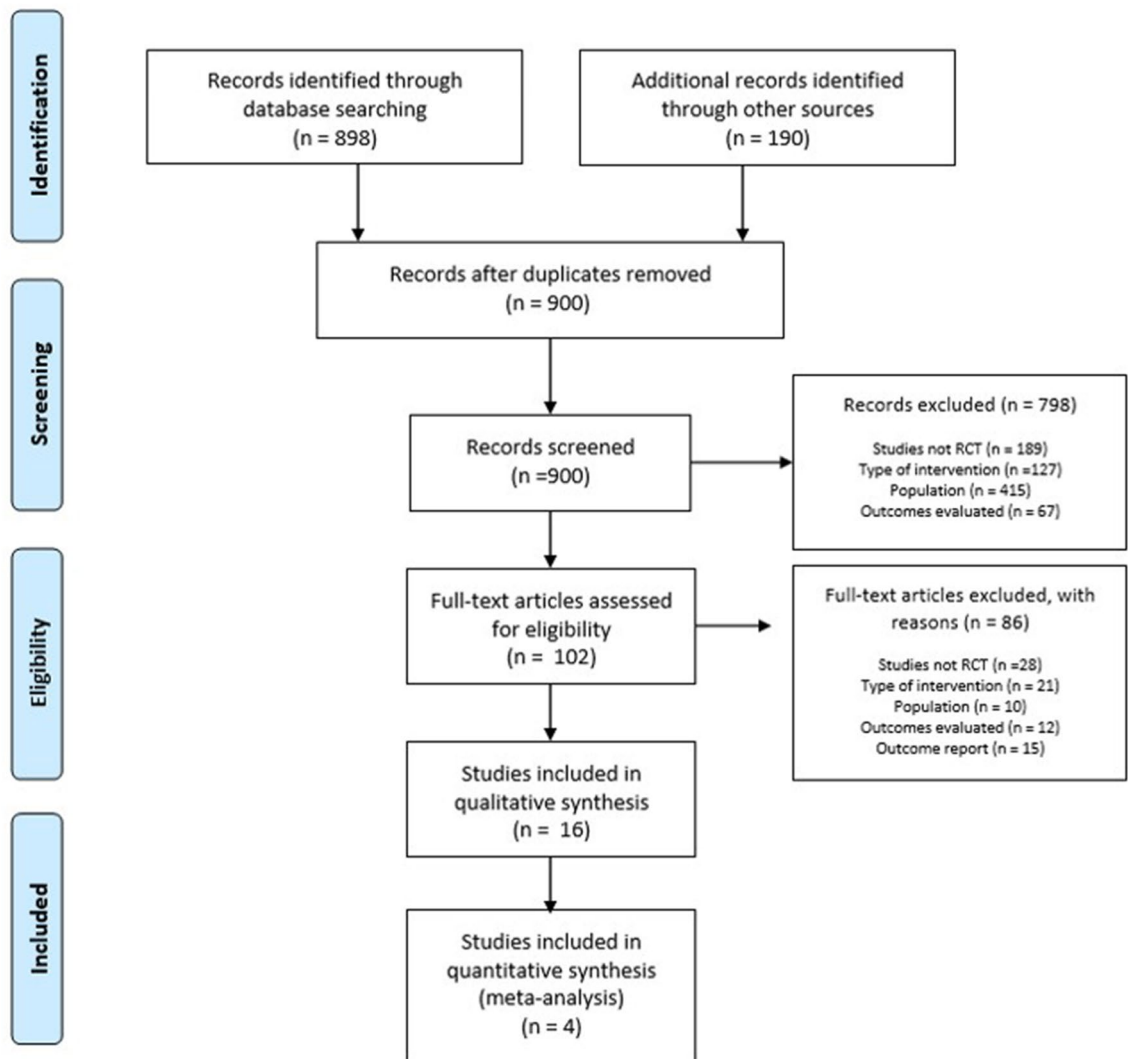 Identification
Records identified through
database searching
(n = 898)
Additional records identified
through other sources
(n = 190)
Records after duplicates removed
(n = 900)
Screening
Records screened
(n =900)
Records excluded (n = 798)
Studies not RCT (n = 189)
Type of intervention (n =127)
Population (n = 415)
Outcomes evaluated (n = 67)
Eligibility
Full-text articles assessed
for eligibility
(n = 102)
Full-text articles excluded, with
reasons (n = 86)
Studies not RCT (n =28)
Type of intervention (n = 21)
Population (n = 10)
Outcomes evaluated (n = 12)
Outcome report (n = 15)
Studies included in
qualitative synthesis
(n = 16)
Included
Studies included in
quantitative synthesis
(meta-analysis)
(n = 4)